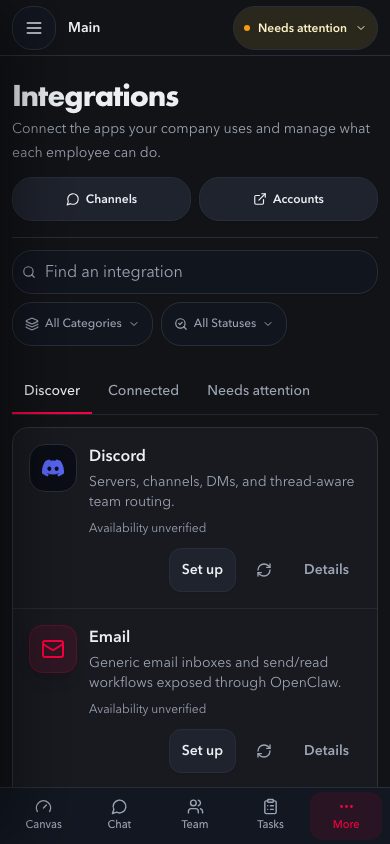 Main
Needs attention
Integrations
Connect the apps your company uses and manage what
each employee can do.
Channels
Accounts
Find an integration
All Categories
All Statuses
Discover
Connected
Needs attention
Discord
Servers, channels, DMs, and thread-aware
team routing.
Availability unverified
Set up
Details
Email
Generic email inboxes and send/read
workflows exposed through OpenClaw.
Availability unverified
Set up
Details
Canvas
Chat
Team
Tasks
More